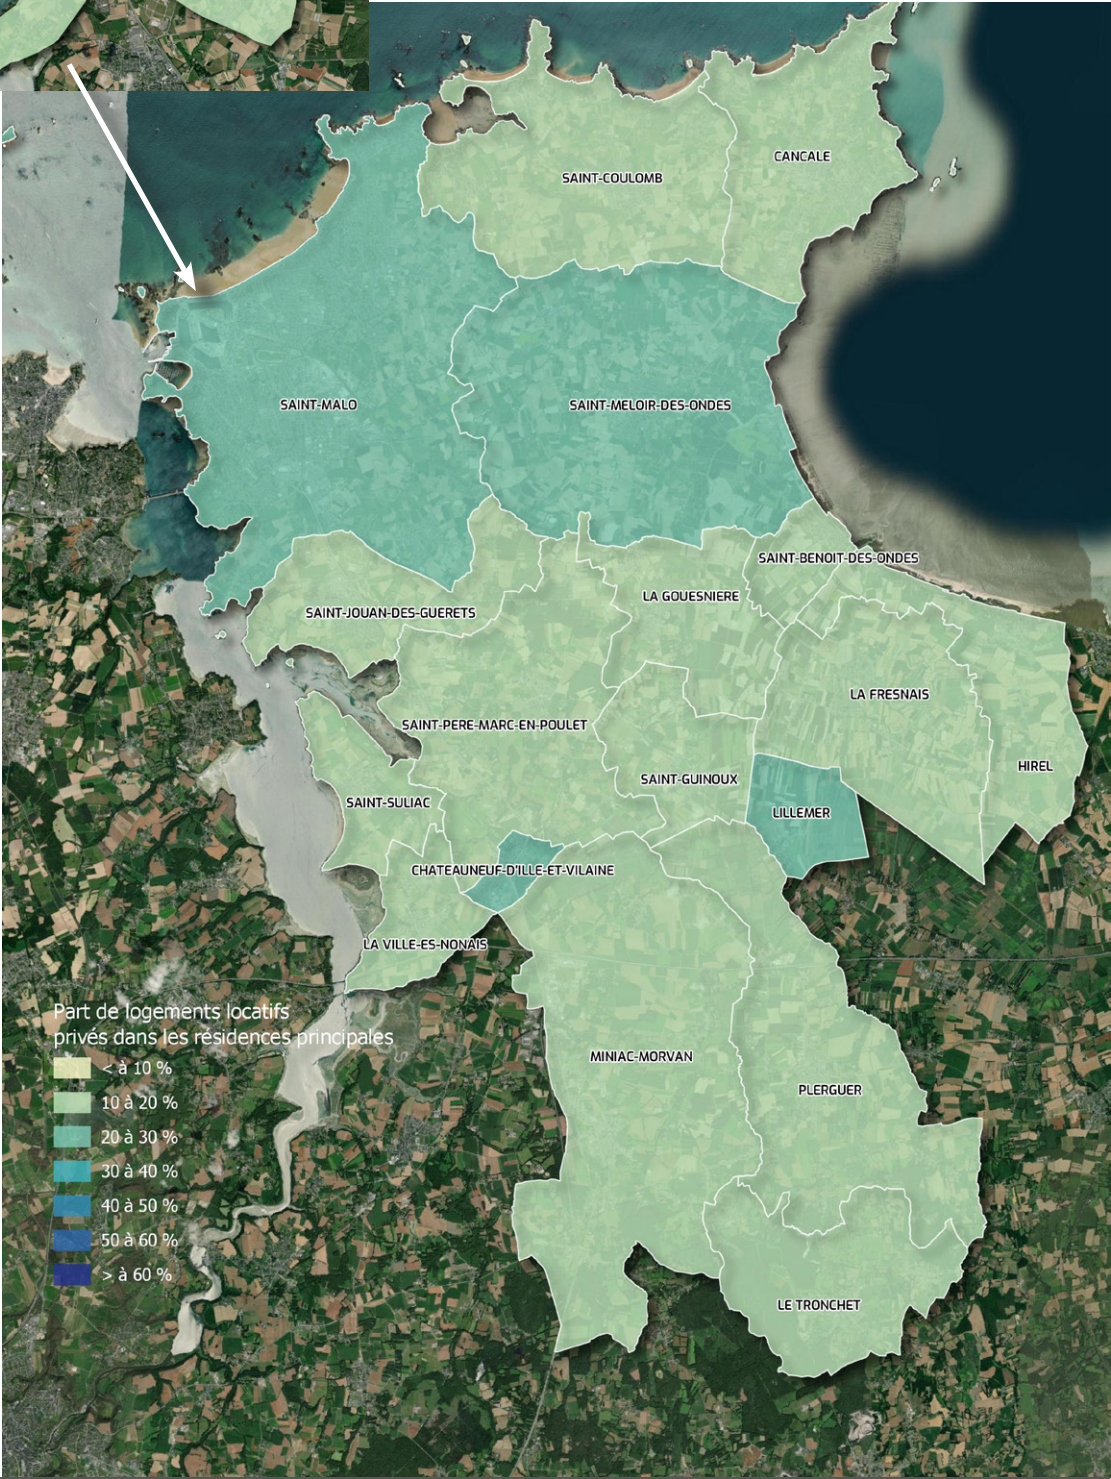 CANCALE
SAINT-COULOMB
SAINT-MALO
SAINT-MELOIR-DES-ONDES
SAINT-BENOIT-DES-ONDES
LA GOUESNIERE
SAINT-JOUAN-DES-GUERETS
LA FRESNAIS
SAINT-PERE-MARC-EN-POULET
HIREL
SAINT-GUINOUX
SAINT-SULIAC
LILLEMER
CHATEAUNEUF-D'ILLE-ET-VILAINE
LA VILLE-ES-NONAIS
MINIAC-MORVAN
PLERGUER
LE TRONCHET
Part de logements locatifs
privés dans les résidences principales
< à 10 %
10 à 20 %
20 à 30 %
30 à 40 %
40 à 50 %
50 à 60 %
> à 60 %